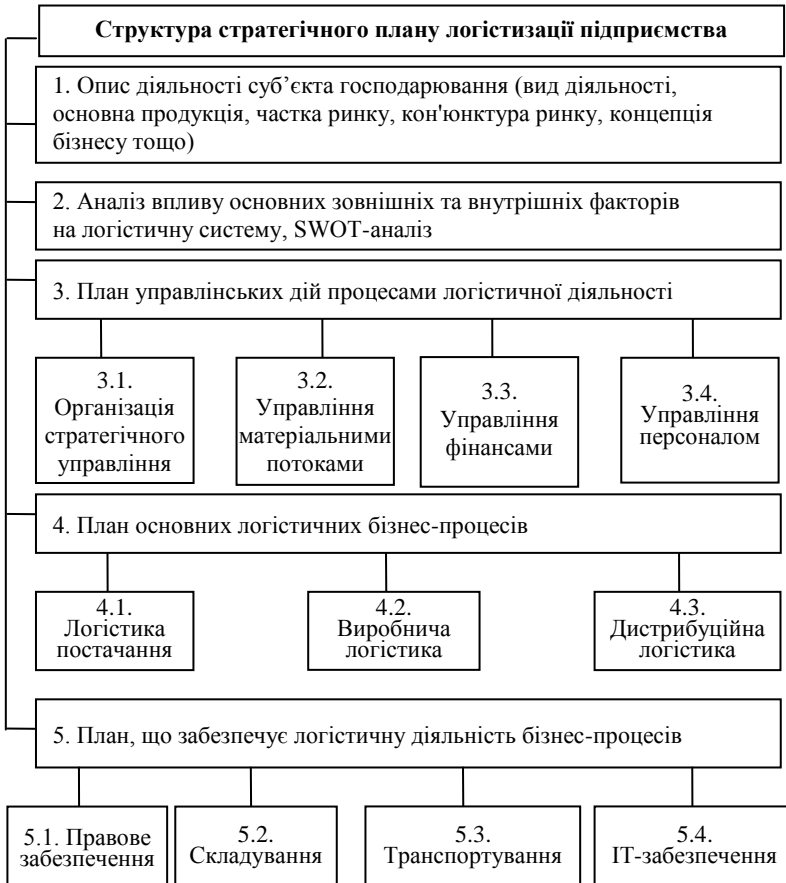 Структура стратегічного плану логістизації підприємства
1. Опис діяльності суб’єкта господарювання (вид діяльності,
основна продукція, частка ринку, кон'юнктура ринку, концепція
бізнесу тощо)
2. Аналіз впливу основних зовнішніх та внутрішніх факторів
на логістичну систему, SWOT-аналіз
3. План управлінських дій процесами логістичної діяльності
3.1.
Організація
стратегічного
управління
3.2.
Управління
матеріальними
потоками
3.3.
Управління
фінансами
3.4.
Управління
персоналом
4. План основних логістичних бізнес-процесів
4.1.
Логістика
постачання
4.2.
Виробнича
логістика
4.3.
Дистрибуційна
логістика
5. План, що забезпечує логістичну діяльність бізнес-процесів
5.1. Правове
забезпечення
5.2.
Складування
5.3.
Транспортування
5.4.
ІТ-забезпечення